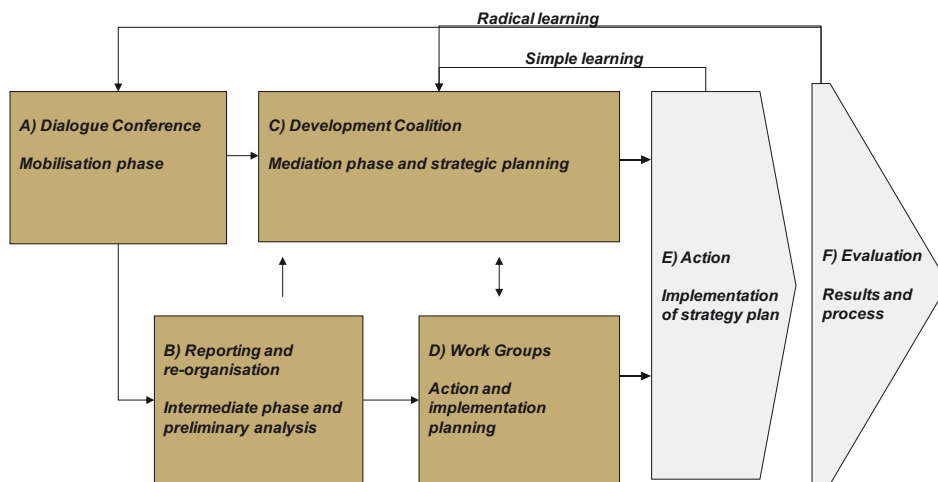 Radical learning
Simple learning
A) Dialogue Conference
Mobilisation phase
C) Development Coalition
Mediation phase and strategic planning
E) Action
Implementation
of strategy plan
F) Evaluation
Results and
process
B) Reporting and
re-organisation
Intermediate phase and
preliminary analysis
D) Work Groups
Action and
implementation
planning